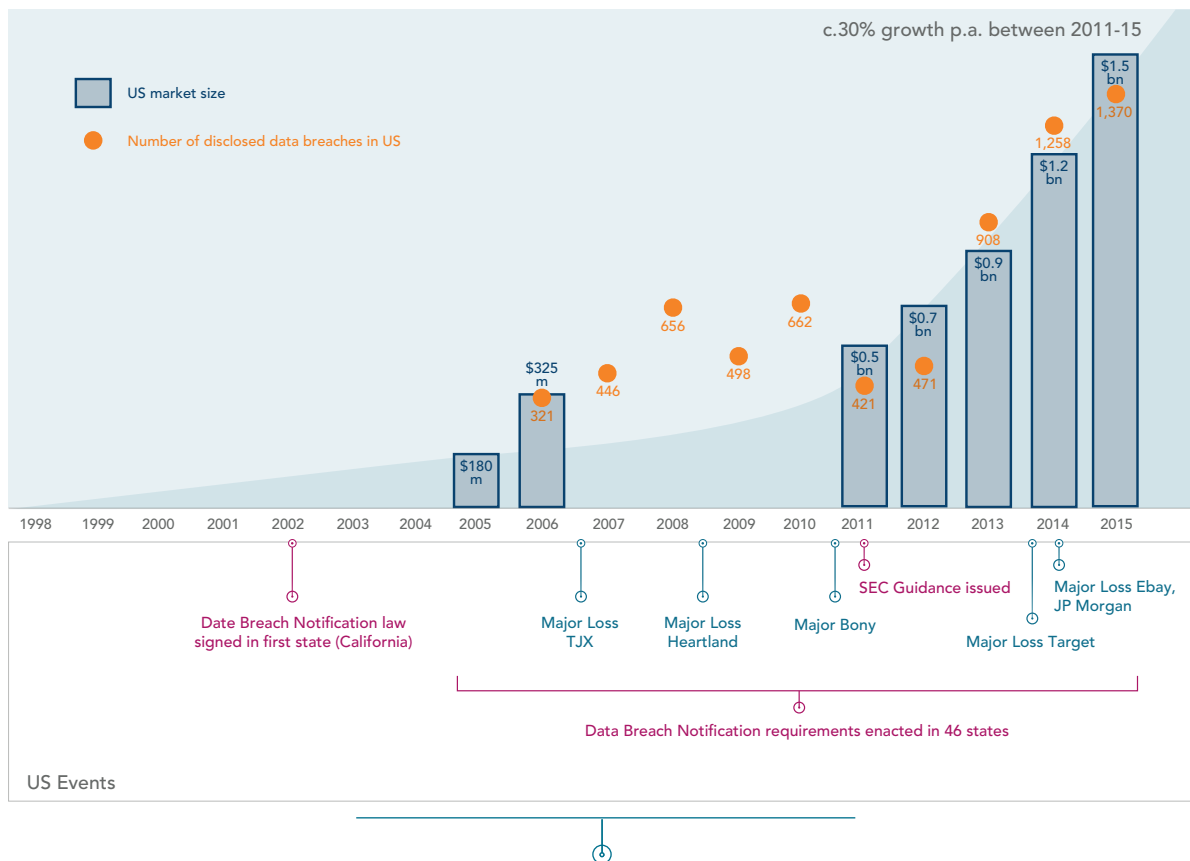 c.30% growth p.a. between 2011-15
US market size
Number of disclosed data breaches in US
$180
m
$325
m
321
446
656
498
662
$0.5
bn
421
$0.7
bn
471
908
$0.9
bn
1,258
$1.2
bn
$1.5
bn
1,370
1998 1999 2000 2001 2002 2003 2004 2005 2006 2007 2008 2009 2010 2011 2012 2013 2014 2015
Date Breach Notification law
signed in first state (California)
Major Loss
TJX
Major Loss
Heartland
Major Bony
SEC Guidance issued
Major Loss Target
Major Loss Ebay,
JP Morgan
Data Breach Notification requirements enacted in 46 states
US Events